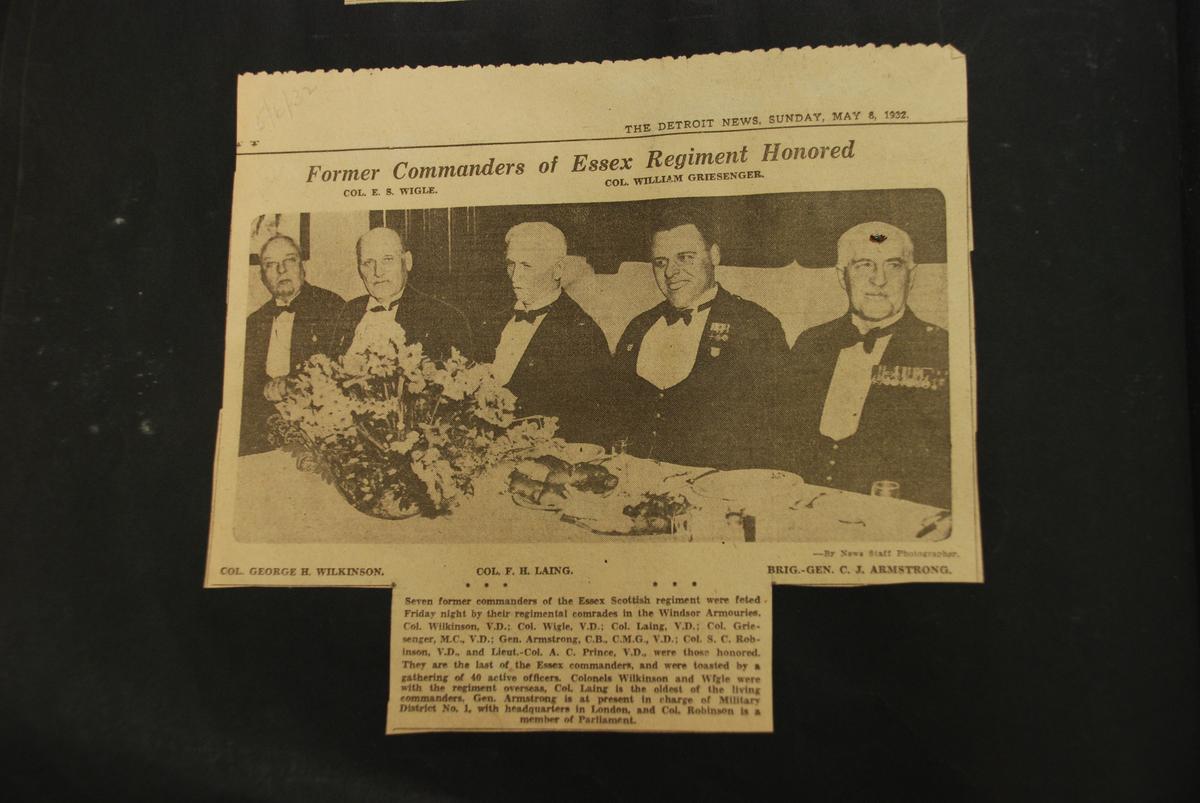 5/6/32
THE DETROIT NEWS, SUNDAY, MAY 8, 1932.
Former Commanders of Essex Regiment Honored
COL. E. S. WIGLE.
COL. WILLIAM GRIESENGER.
—By News Staff Photographer.
COL. GEORGE H. WILKINSON.
COL. F. H. LAING.
BRIG.-GEN. C. J. ARMSTRONG.
* * *
* * *
Seven former commanders of the Essex Scottish regiment were feted
Friday night by their regimental comrades in the Windsor Armouries.
Col. Wilkinson, V.D.; Col. Wigle, V.D.; Col. Laing, V.D.; Col. Grie-
senger, M.C., V.D.; Gen. Armstrong, C.B., C.M.G., V.D.; Col. S. C. Rob-
inson, V.D., and Lieut.-Col. A. C. Prince, V.D., were those honored.
They are the last of the Essex commanders, and were toasted by a
gathering of 40 active officers. Colonels Wilkinson and Wigle were
with the regiment overseas, Col. Laing is the oldest of the living
commanders, Gen. Armstrong is at present in charge of Military
District No. 1, with headquarters in London, and Col. Robinson is a
member of Parliament.